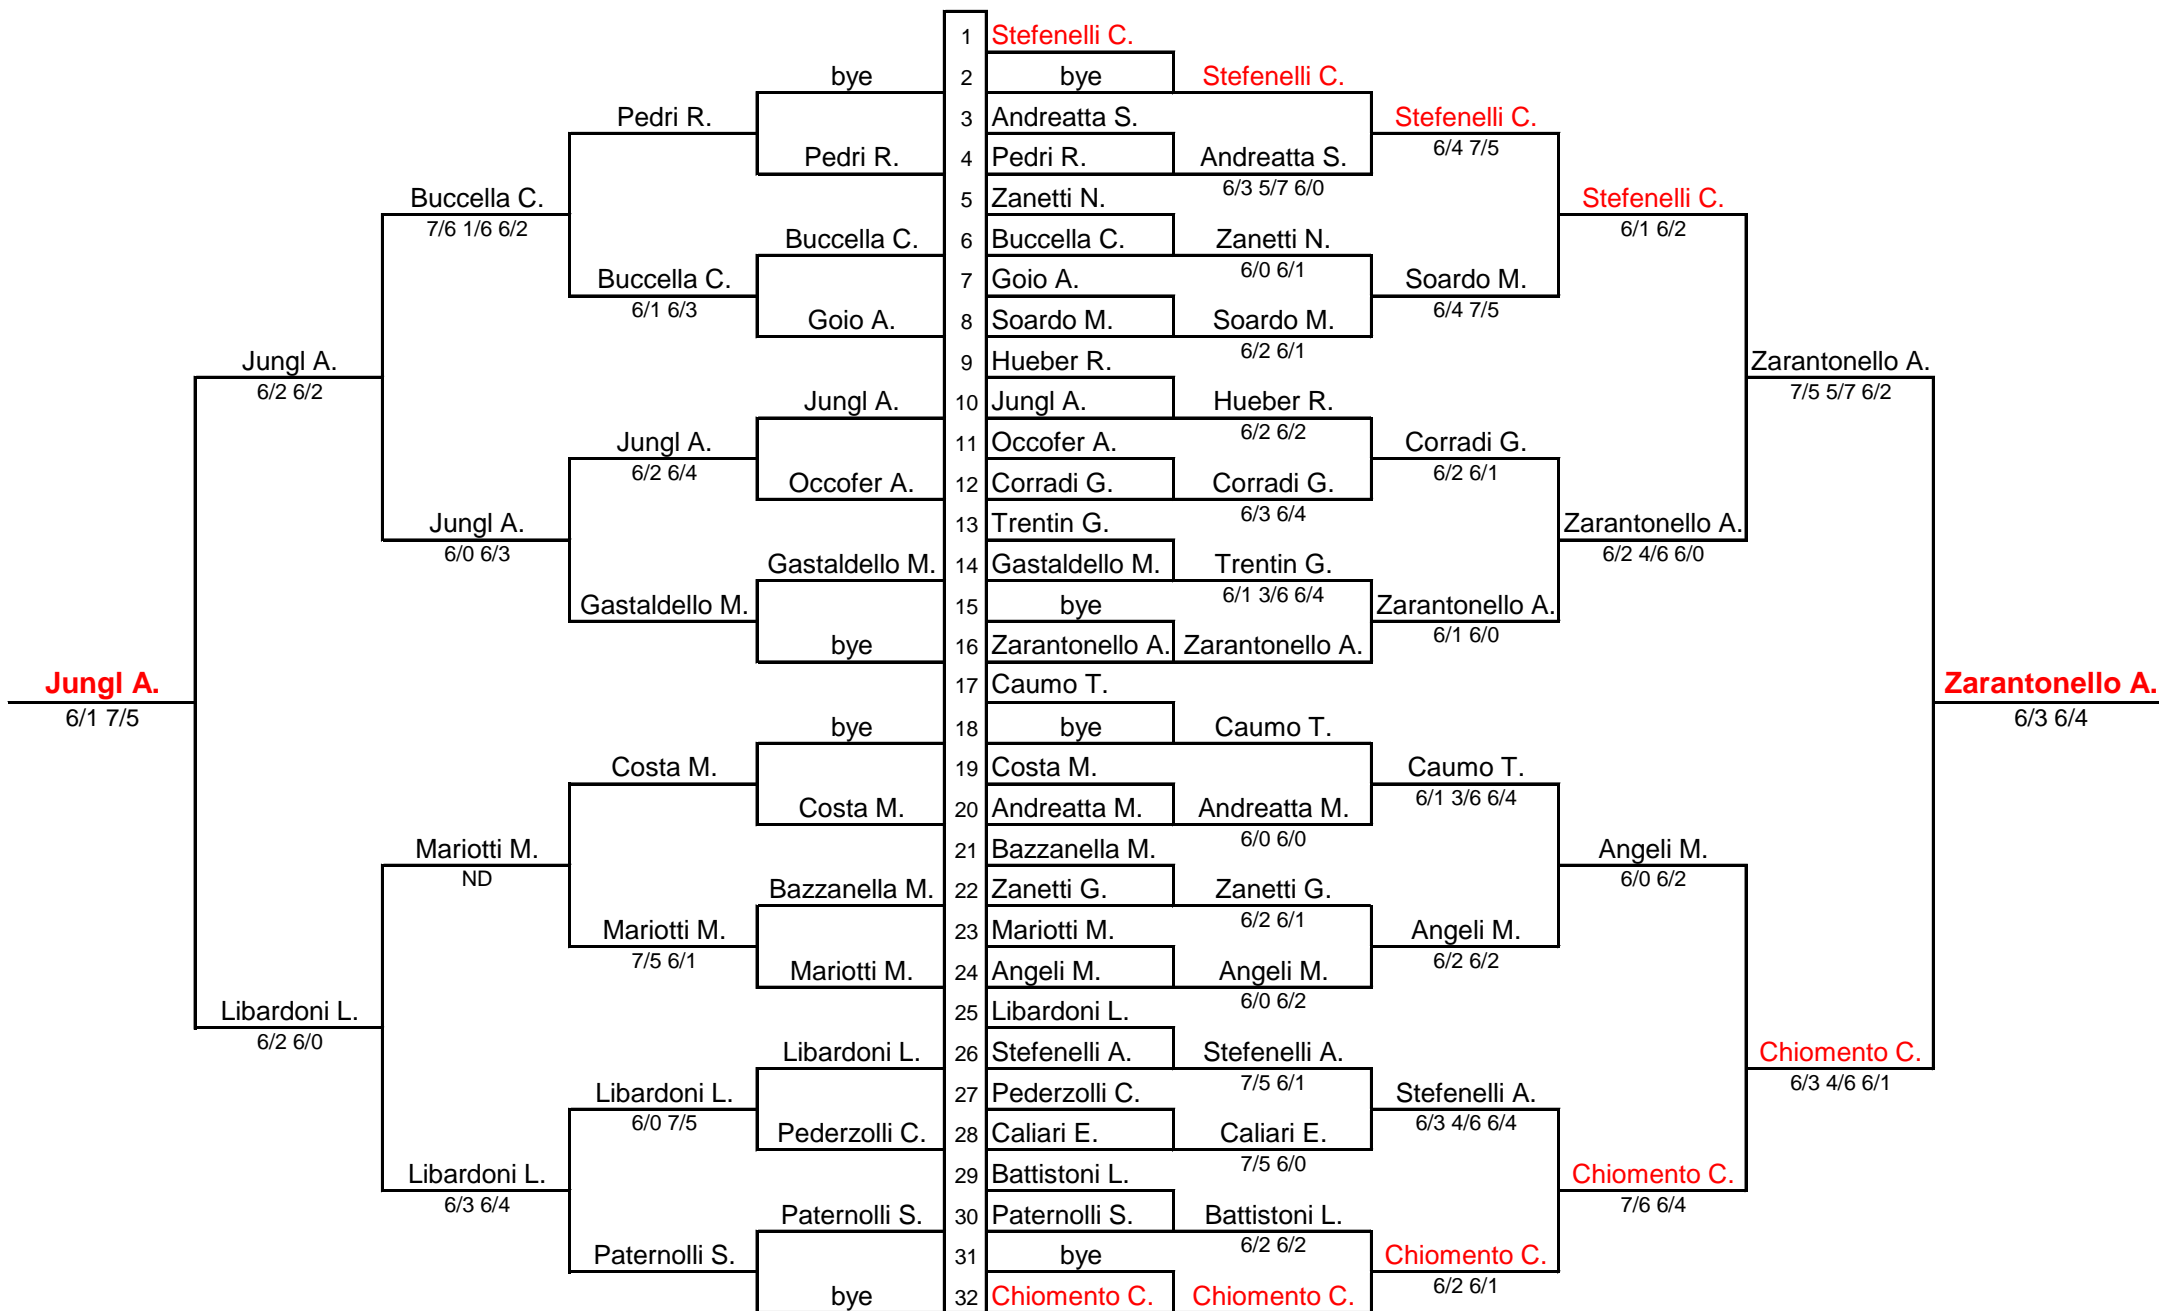 1 Stefenelli C.
bye 2 bye Stefenelli C.
Pedri R. 3 Andreatta S. Stefenelli C.
6/4 7/5
Pedri R. 4 Pedri R. Andreatta S.
6/3 5/7 6/0
Buccella C. 5 Zanetti N. Stefenelli C.
7/6 1/6 6/2 6/1 6/2
Buccella C. 6 Buccella C. Zanetti N.
6/0 6/1
Buccella C. 7 Goio A. Soardo M.
6/1 6/3 6/4 7/5
Goio A. 8 Soardo M. Soardo M.
6/2 6/1
Jungl A. 9 Hueber R. Zarantonello A.
6/2 6/2 7/5 5/7 6/2
Jungl A. 10 Jungl A. Hueber R.
6/2 6/2
Jungl A. 11 Occofer A. Corradi G.
6/2 6/4 6/2 6/1
Occofer A. 12 Corradi G. Corradi G.
6/3 6/4
Jungl A. 13 Trentin G. Zarantonello A.
6/0 6/3 6/2 4/6 6/0
Gastaldello M. 14 Gastaldello M. Trentin G.
6/1 3/6 6/4
Gastaldello M. 15 bye Zarantonello A.
6/1 6/0
bye 16 Zarantonello A. Zarantonello A.
Jungl A. 17 Caumo T. Zarantonello A.
6/1 7/5 6/3 6/4
bye 18 bye Caumo T.
Costa M. 19 Costa M. Caumo T.
6/1 3/6 6/4
Costa M. 20 Andreatta M. Andreatta M.
6/0 6/0
Mariotti M. 21 Bazzanella M. Angeli M.
ND 6/0 6/2
Bazzanella M. 22 Zanetti G. Zanetti G.
6/2 6/1
Mariotti M. 23 Mariotti M. Angeli M.
7/5 6/1 6/2 6/2
Mariotti M. 24 Angeli M. Angeli M.
6/0 6/2
Libardoni L. 25 Libardoni L.
6/2 6/0
Libardoni L. 26 Stefenelli A. Stefenelli A. Chiomento C.
7/5 6/1 6/3 4/6 6/1
Libardoni L. 27 Pederzolli C. Stefenelli A.
6/0 7/5 6/3 4/6 6/4
Pederzolli C. 28 Caliari E. Caliari E.
7/5 6/0
Libardoni L. 29 Battistoni L. Chiomento C.
6/3 6/4 7/6 6/4
Paternolli S. 30 Paternolli S. Battistoni L.
6/2 6/2
Paternolli S. 31 bye Chiomento C.
6/2 6/1
bye 32 Chiomento C. Chiomento C.